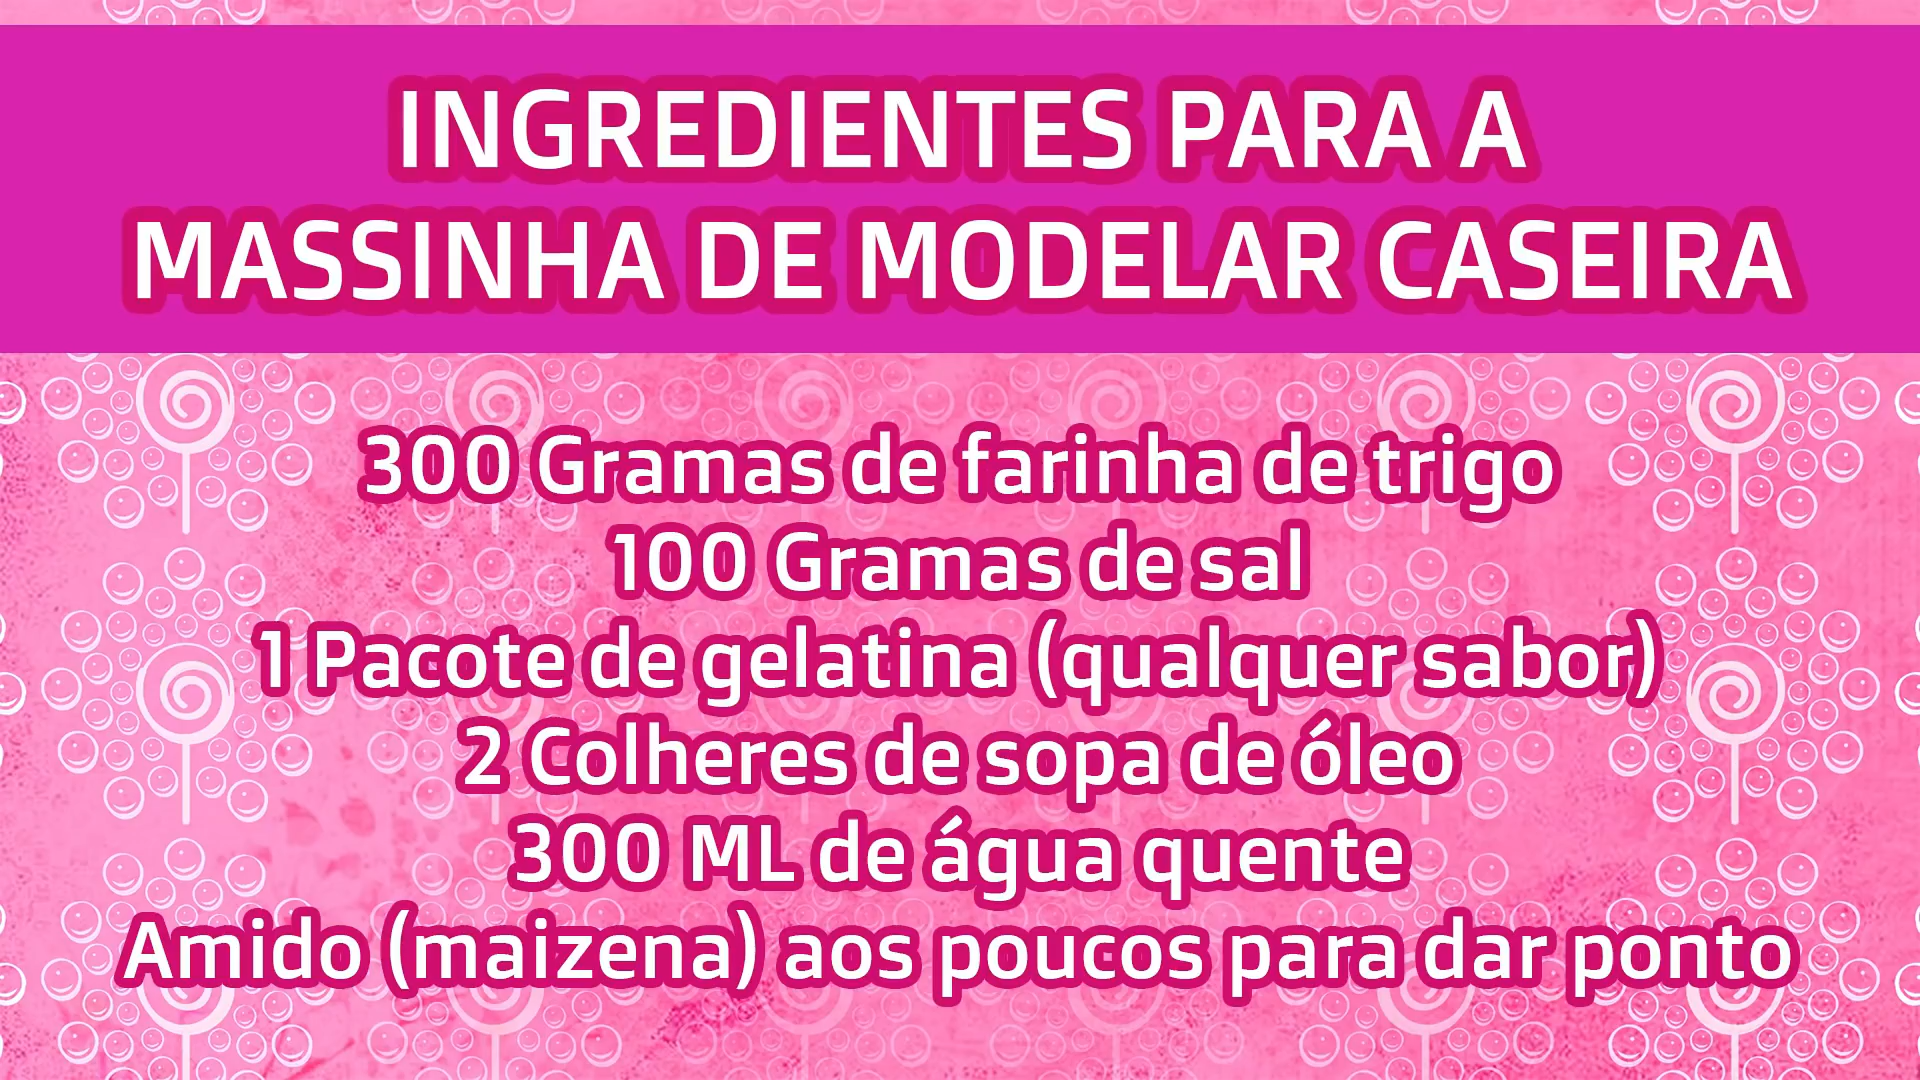 INGREDIENTES PARA A
MASSINHA DE MODELAR CASEIRA
300 Gramas de farinha de trigo
100 Gramas de sal
1 Pacote de gelatina (qualquer sabor)
2 Colheres de sopa de óleo
300 ML de água quente
Amido (maizena) aos poucos para dar ponto